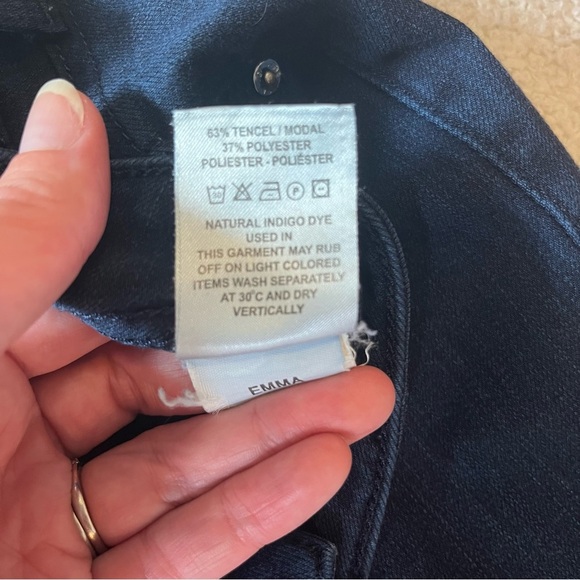 63% TENCEL / MODAL
37% POLYESTER
POLIESTER - POLIÉSTER
30 P
NATURAL INDIGO DYE
USED IN
THIS GARMENT MAY RUB
OFF ON LIGHT COLORED
ITEMS WASH SEPARATELY
AT 30°C AND DRY
VERTICALLY
EMMA